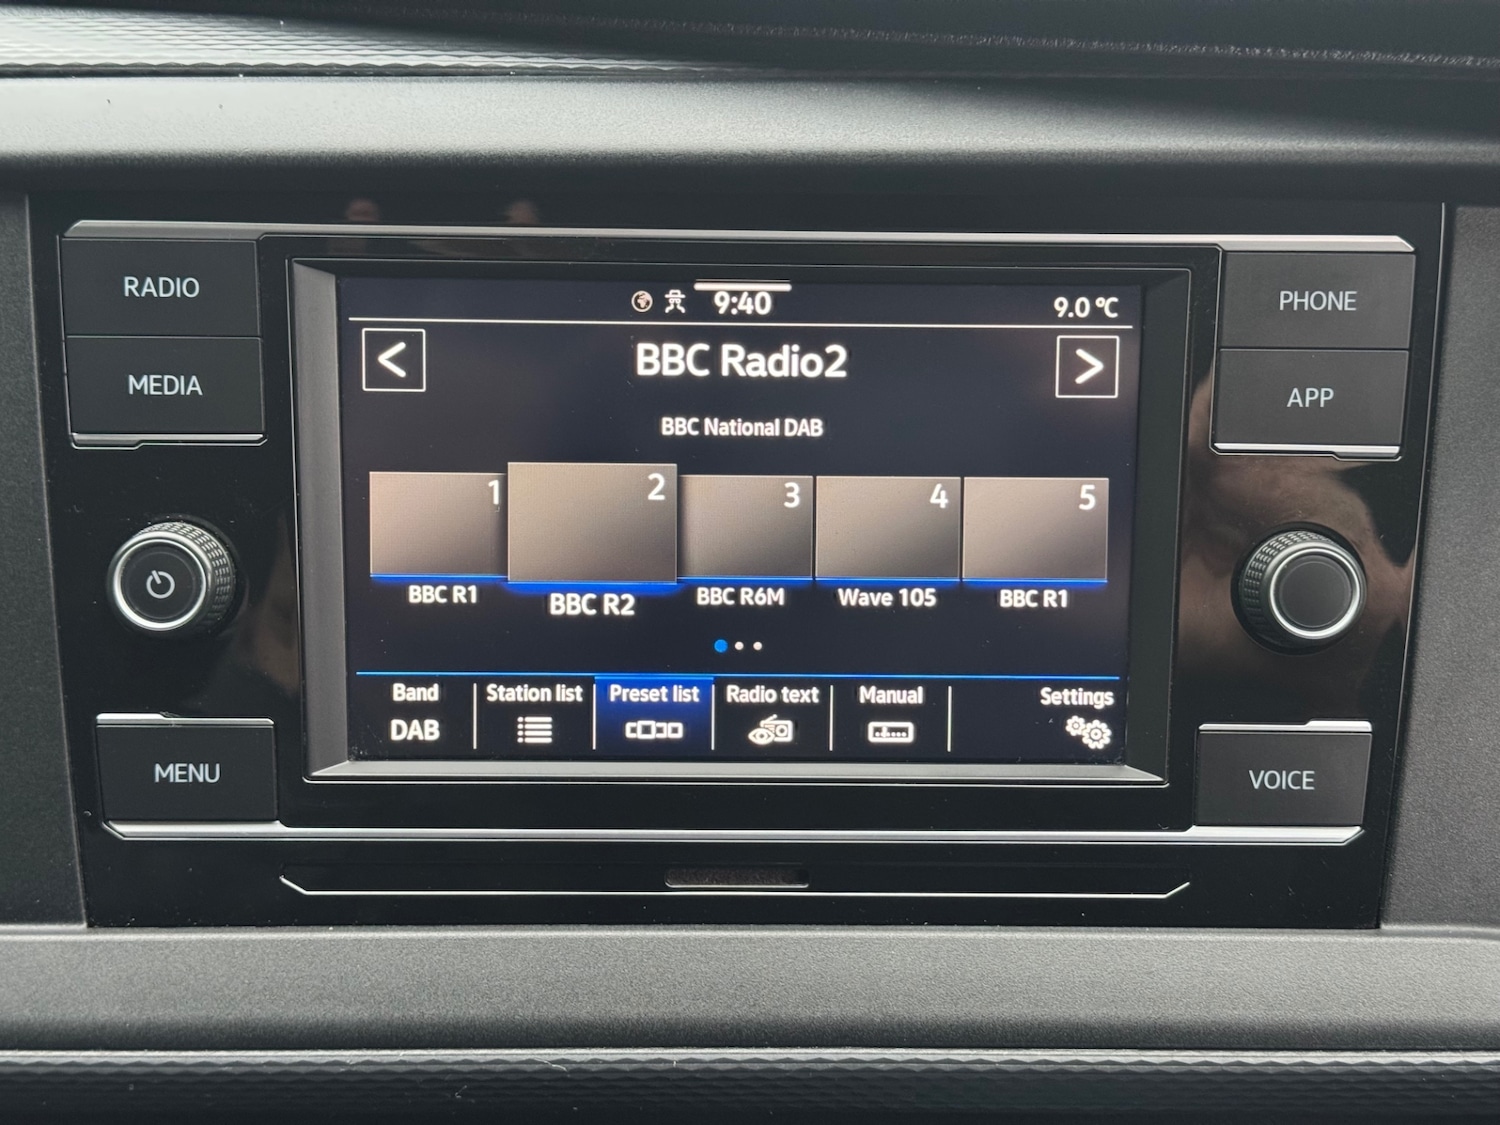 RADIO
MEDIA
MENU
9:40
9.0 °C
<
BBC Radio2
>
BBC National DAB
1
2
3
4
5
BBC R1
BBC R2
BBC R6M
Wave 105
BBC R1
Band
DAB
Station list
Preset list
Radio text
Manual
Settings
PHONE
APP
VOICE